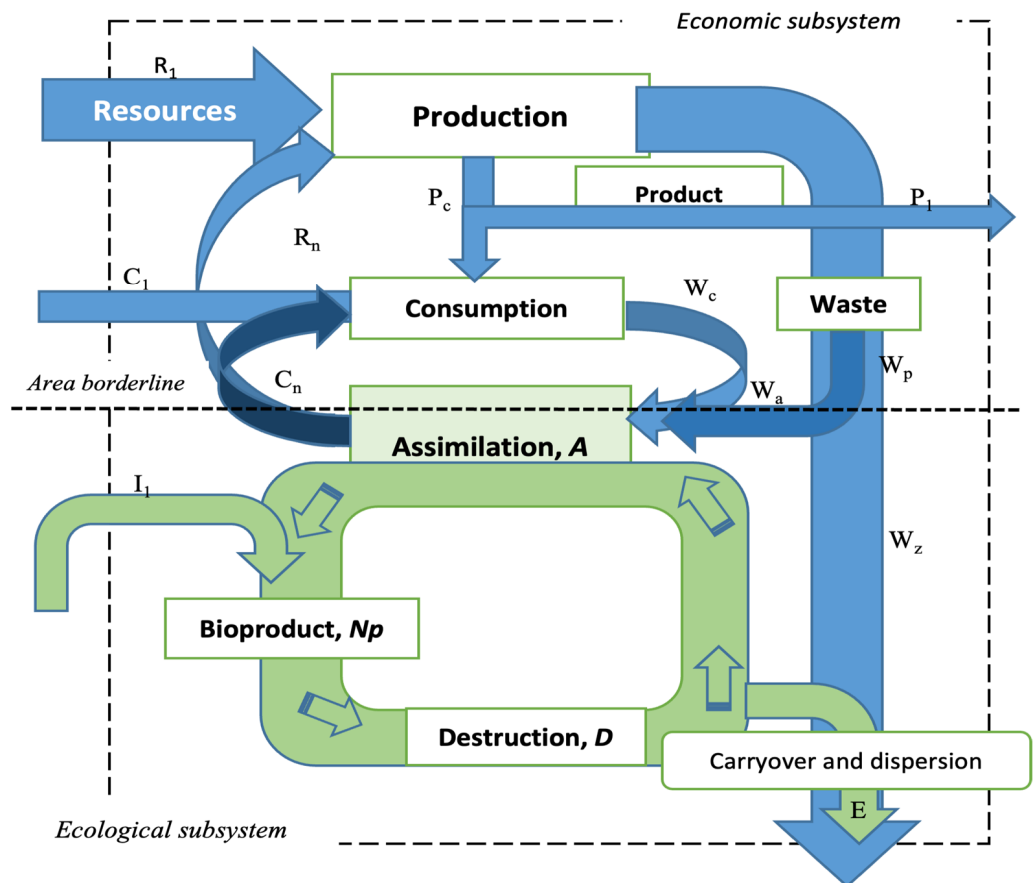 Economic subsystem
R1
Resources
Production
Pc
Product
P1
Rn
C1
Consumption
Wc
Waste
Area borderline
Cn
Wa
Wp
Assimilation, A
I1
Wz
Bioproduct, Np
Destruction, D
Carryover and dispersion
E
Ecological subsystem